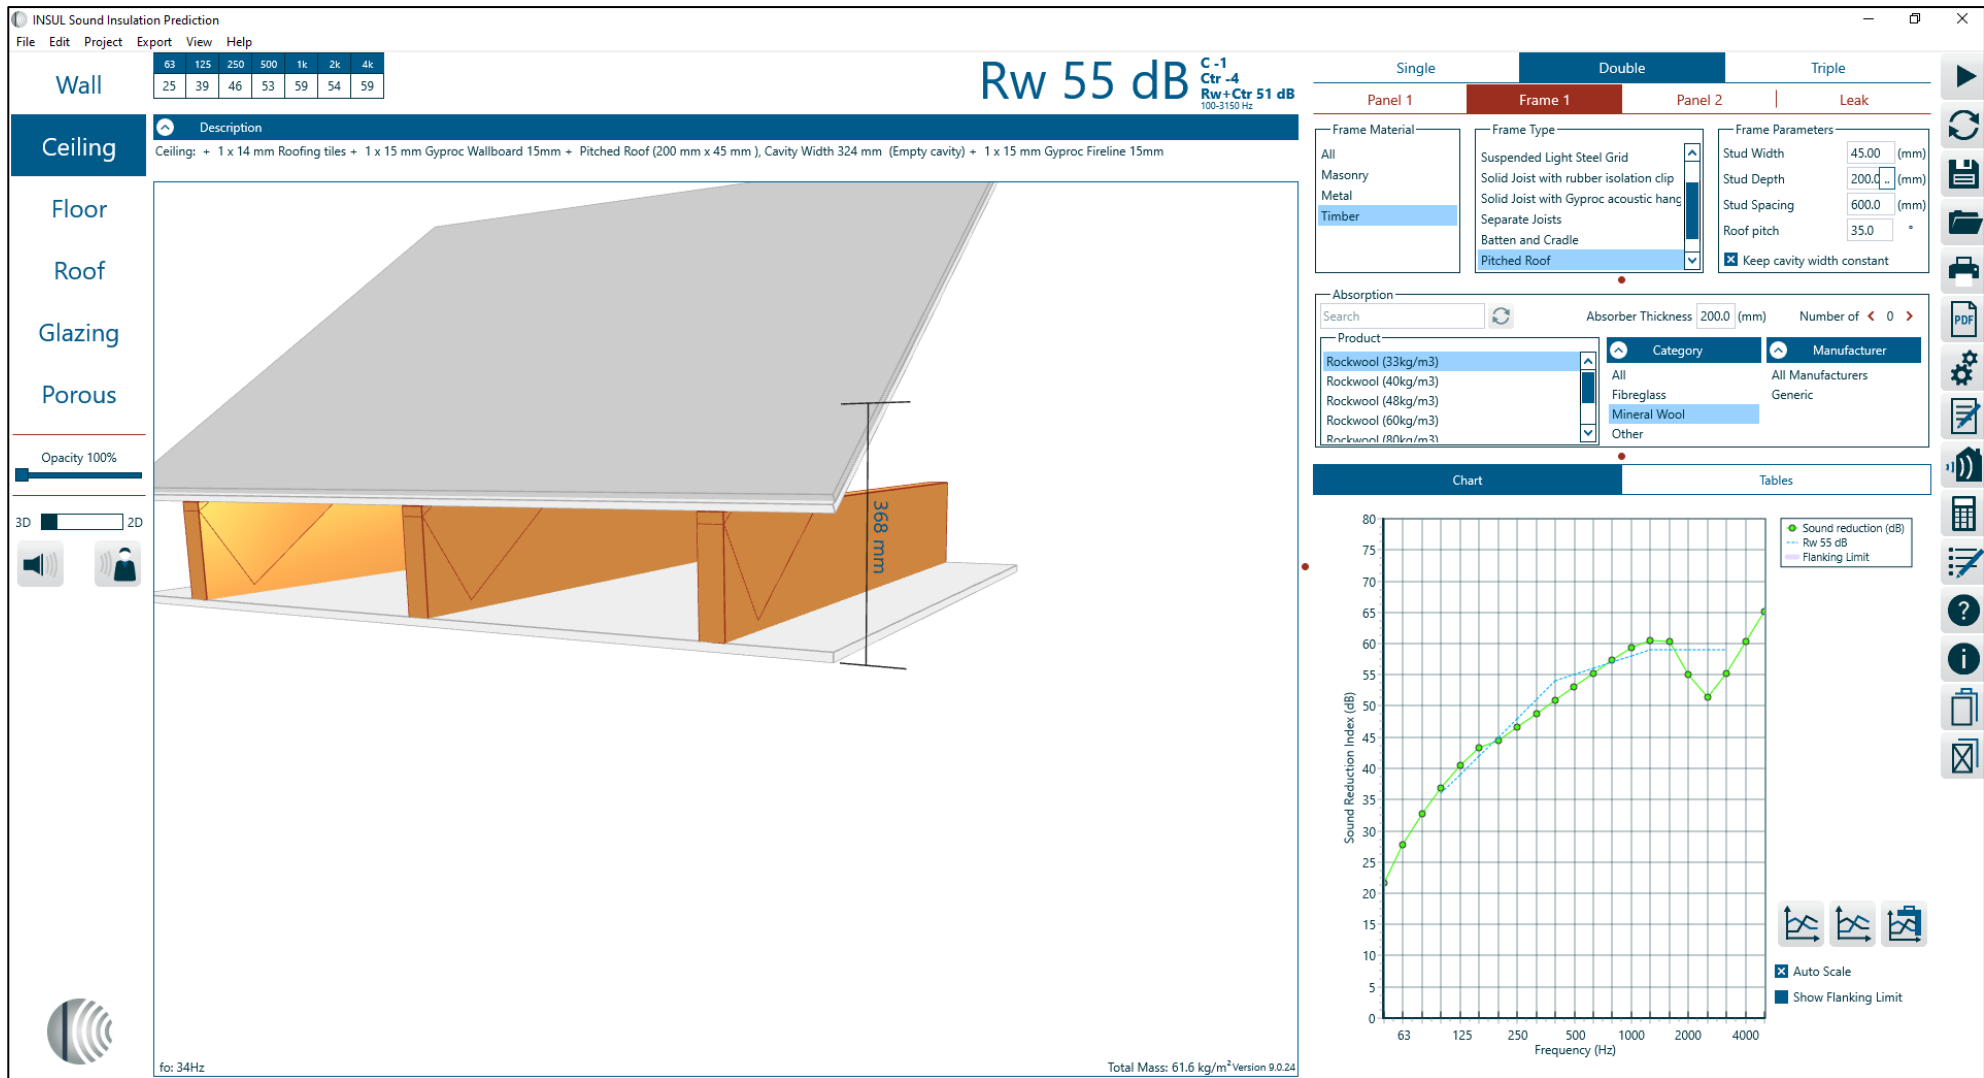 INSUL Sound Insulation Prediction
File Edit Project Export View Help
Wall
Ceiling
Floor
Roof
Glazing
Porous
Opacity 100%
3D 2D
63 125 250 500 1k 2k 4k
25 39 46 53 59 54 59
Rw 55 dB
C -1
Ctr -4
Rw+Ctr 51 dB
100-3150 Hz
Description
Ceiling: + 1 x 14 mm Roofing tiles + 1 x 15 mm Gyproc Wallboard 15mm + Pitched Roof (200 mm x 45 mm ), Cavity Width 324 mm (Empty cavity) + 1 x 15 mm Gyproc Fireline 15mm
368 mm
fo: 34Hz
Total Mass: 61.6 kg/m² Version 9.0.24
Single Double Triple
Panel 1 Frame 1 Panel 2 Leak
Frame Material
All
Masonry
Metal
Timber
Frame Type
Suspended Light Steel Grid
Solid Joist with rubber isolation clip
Solid Joist with Gyproc acoustic hang
Separate Joists
Batten and Cradle
Pitched Roof
Frame Parameters
Stud Width 45.00 (mm)
Stud Depth 200.0 .. (mm)
Stud Spacing 600.0 (mm)
Roof pitch 35.0 °
Keep cavity width constant
Absorption
Search
Absorber Thickness 200.0 (mm)
Number of < 0 >
Product
Rockwool (33kg/m3)
Rockwool (40kg/m3)
Rockwool (48kg/m3)
Rockwool (60kg/m3)
Rockwool (80kg/m3)
Category
All
Fibreglass
Mineral Wool
Other
Manufacturer
All Manufacturers
Generic
Chart Tables
80
75
70
65
60
55
50
45
40
35
30
25
20
15
10
5
0
Sound Reduction Index (dB)
63 125 250 500 1000 2000 4000
Frequency (Hz)
Sound reduction (dB)
Rw 55 dB
Flanking Limit
Auto Scale
Show Flanking Limit
PDF
?
i